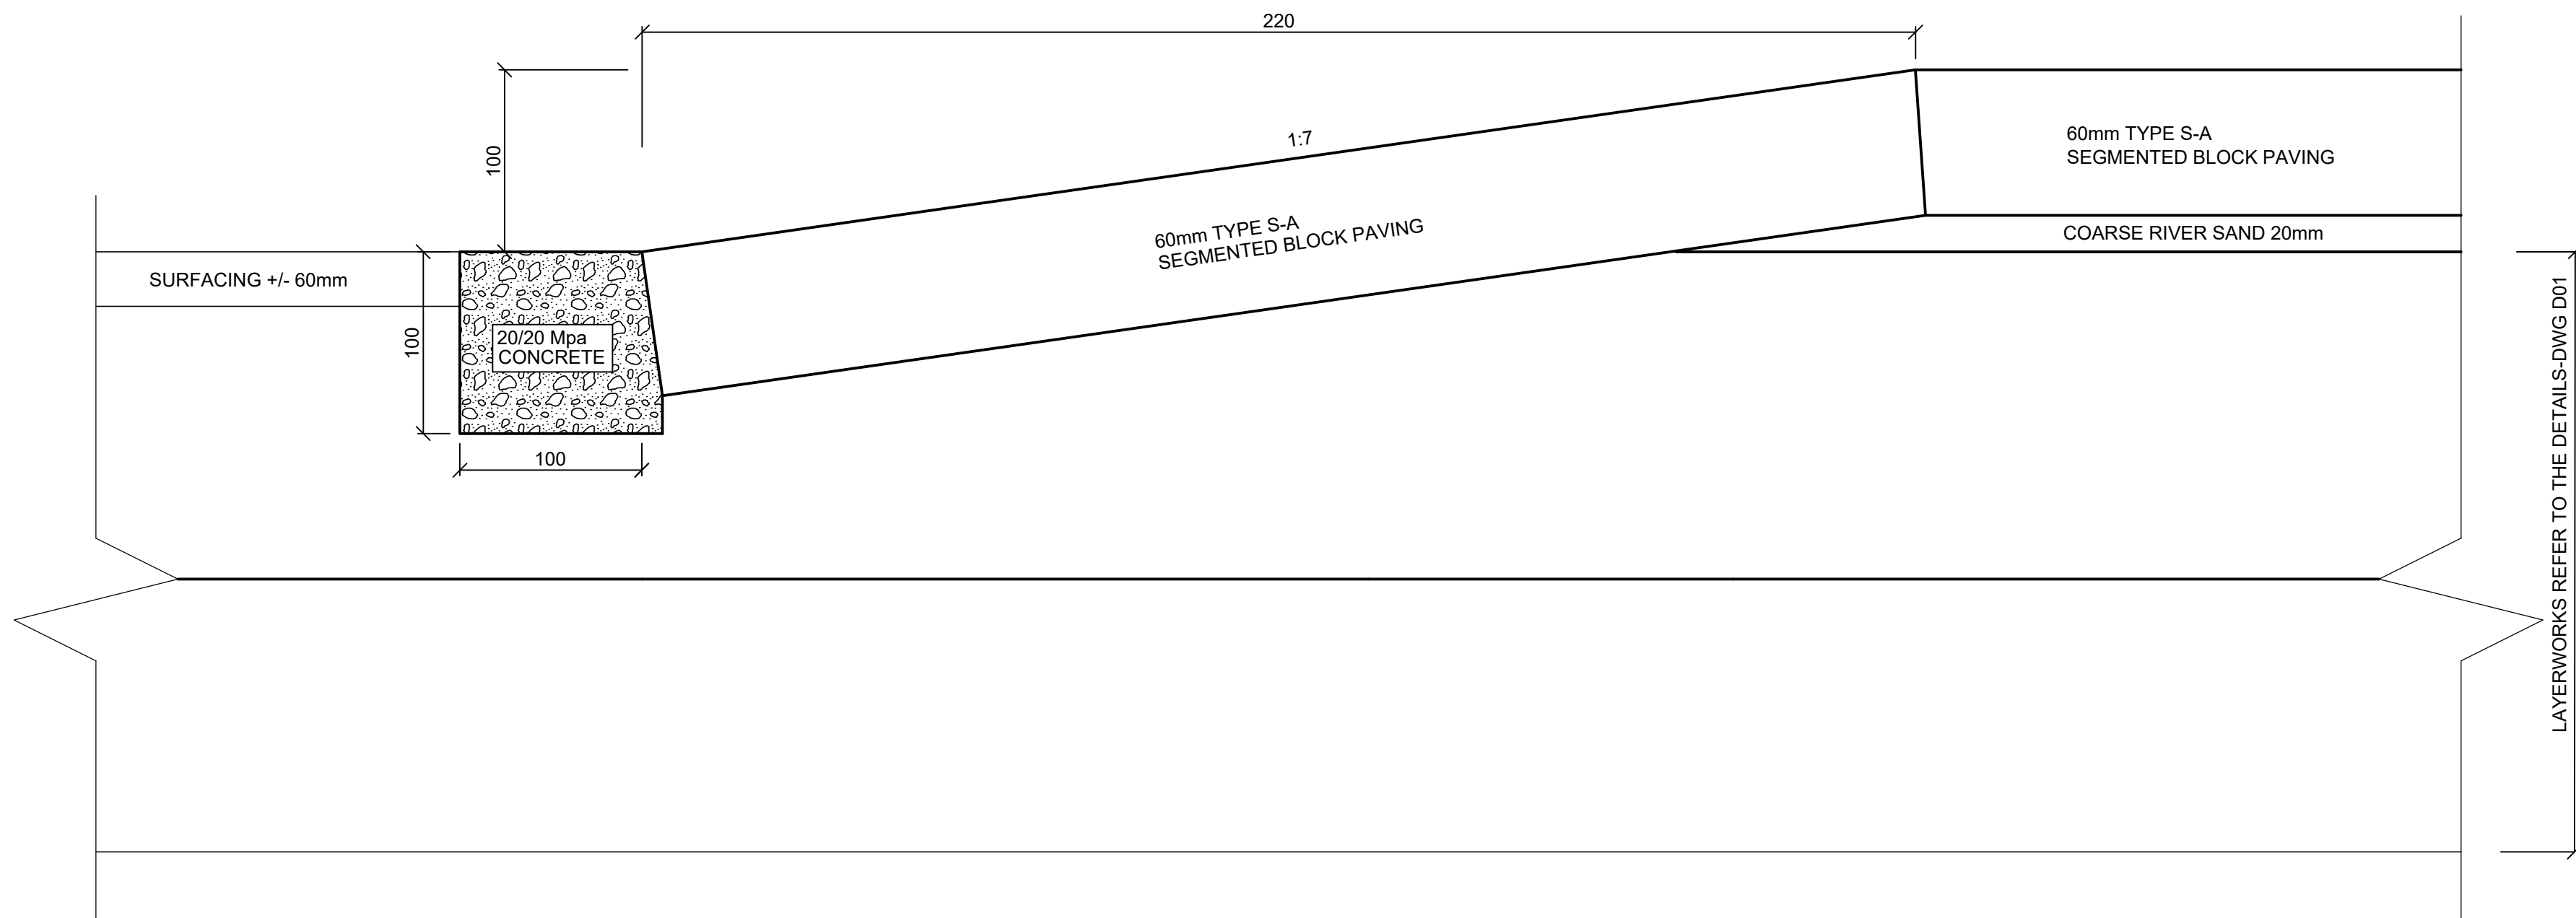 220
100
1:7
60mm TYPE S-A
SEGMENTED BLOCK PAVING
60mm TYPE S-A
SEGMENTED BLOCK PAVING
COARSE RIVER SAND 20mm
SURFACING +/- 60mm
100
20/20 Mpa
CONCRETE
100
LAYERWORKS REFER TO THE DETAILS-DWG D01